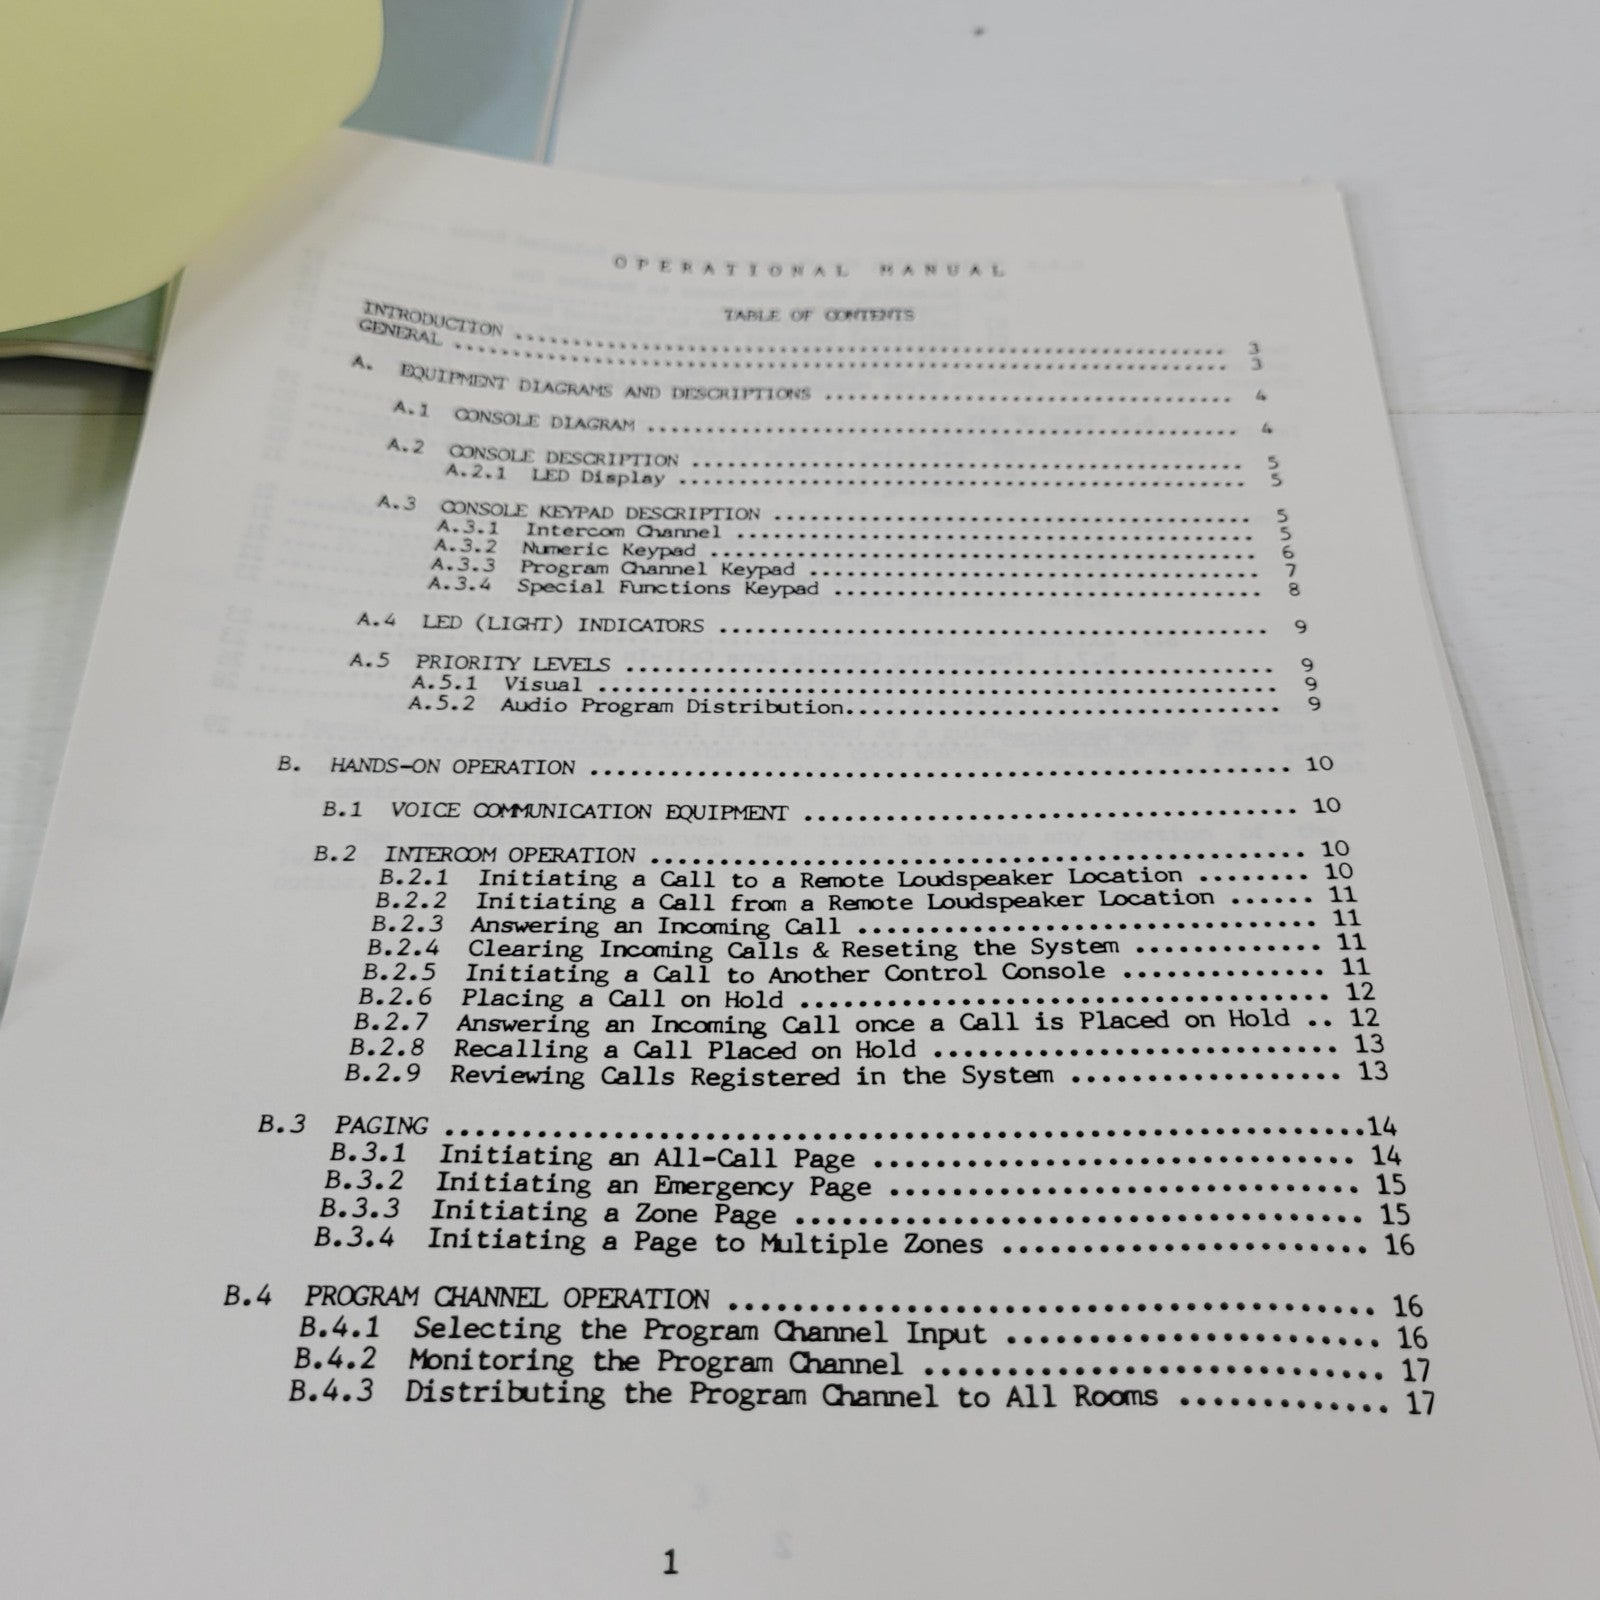 OPERATIONAL MANUAL
TABLE OF CONTENTS
INTRODUCTION ........................................................ 3
GENERAL ........................................................ 3
A. EQUIPMENT DIAGRAMS AND DESCRIPTIONS ................................ 4
A.1 CONSOLE DIAGRAM ................................................ 4
A.2 CONSOLE DESCRIPTION ............................................ 5
A.2.1 LED Display ............................................ 5
A.3 CONSOLE KEYPAD DESCRIPTION ..................................... 5
A.3.1 Intercom Channel ........................................ 5
A.3.2 Numeric Keypad .......................................... 6
A.3.3 Program Channel Keypad .................................. 7
A.3.4 Special Functions Keypad ................................ 8
A.4 LED (LIGHT) INDICATORS ......................................... 9
A.5 PRIORITY LEVELS ................................................ 9
A.5.1 Visual .................................................. 9
A.5.2 Audio Program Distribution................................ 9
B. HANDS-ON OPERATION .................................................. 10
B.1 VOICE COMMUNICATION EQUIPMENT .................................. 10
B.2 INTERCOM OPERATION ............................................. 10
B.2.1 Initiating a Call to a Remote Loudspeaker Location ........ 10
B.2.2 Initiating a Call from a Remote Loudspeaker Location ...... 11
B.2.3 Answering an Incoming Call ................................ 11
B.2.4 Clearing Incoming Calls & Reseting the System ............. 11
B.2.5 Initiating a Call to Another Control Console .............. 11
B.2.6 Placing a Call on Hold .................................... 12
B.2.7 Answering an Incoming Call once a Call is Placed on Hold .. 12
B.2.8 Recalling a Call Placed on Hold ........................... 13
B.2.9 Reviewing Calls Registered in the System .................. 13
B.3 PAGING .........................................................14
B.3.1 Initiating an All-Call Page ............................... 14
B.3.2 Initiating an Emergency Page .............................. 15
B.3.3 Initiating a Zone Page .................................... 15
B.3.4 Initiating a Page to Multiple Zones ....................... 16
B.4 PROGRAM CHANNEL OPERATION ...................................... 16
B.4.1 Selecting the Program Channel Input ....................... 16
B.4.2 Monitoring the Program Channel ............................ 17
B.4.3 Distributing the Program Channel to All Rooms ............. 17
1